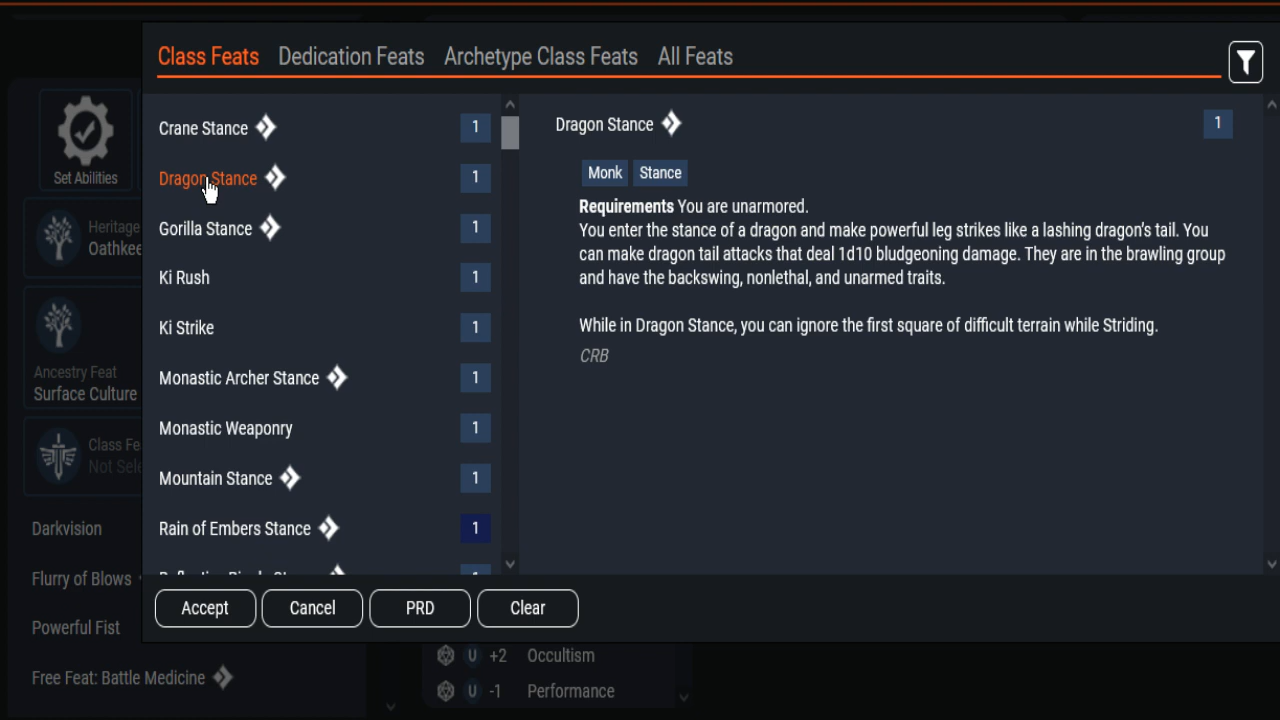 Class Feats Dedication Feats Archetype Class Feats All Feats
Set Abilities
Heritage
Oathkee
Ancestry Feat
Surface Culture
Class Fe
Not Sele
Darkvision
Flurry of Blows
Powerful Fist
Free Feat: Battle Medicine
Crane Stance 1
Dragon Stance 1
Gorilla Stance 1
Ki Rush 1
Ki Strike 1
Monastic Archer Stance 1
Monastic Weaponry 1
Mountain Stance 1
Rain of Embers Stance 1
Dragon Stance 1
Monk Stance
Requirements You are unarmored.
You enter the stance of a dragon and make powerful leg strikes like a lashing dragon's tail. You
can make dragon tail attacks that deal 1d10 bludgeoning damage. They are in the brawling group
and have the backswing, nonlethal, and unarmed traits.
While in Dragon Stance, you can ignore the first square of difficult terrain while Striding.
CRB
Accept Cancel PRD Clear
U +2 Occultism
U -1 Performance